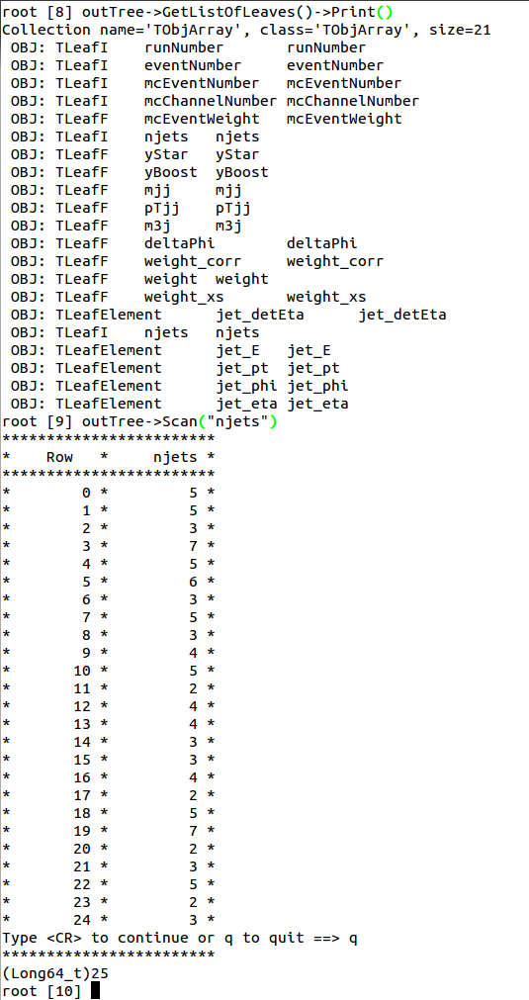 root [8] outTree->GetListOfLeaves()->Print()
Collection name='TObjArray', class='TObjArray', size=21
 OBJ: TLeafI    runNumber       runNumber
 OBJ: TLeafI    eventNumber     eventNumber
 OBJ: TLeafI    mcEventNumber   mcEventNumber
 OBJ: TLeafI    mcChannelNumber mcChannelNumber
 OBJ: TLeafF    mcEventWeight   mcEventWeight
 OBJ: TLeafI    njets   njets
 OBJ: TLeafF    yStar   yStar
 OBJ: TLeafF    yBoost  yBoost
 OBJ: TLeafF    mjj     mjj
 OBJ: TLeafF    pTjj    pTjj
 OBJ: TLeafF    m3j     m3j
 OBJ: TLeafF    deltaPhi        deltaPhi
 OBJ: TLeafF    weight_corr     weight_corr
 OBJ: TLeafF    weight  weight
 OBJ: TLeafF    weight_xs       weight_xs
 OBJ: TLeafElement      jet_detEta      jet_detEta
 OBJ: TLeafI    njets   njets
 OBJ: TLeafElement      jet_E   jet_E
 OBJ: TLeafElement      jet_pt  jet_pt
 OBJ: TLeafElement      jet_phi jet_phi
 OBJ: TLeafElement      jet_eta jet_eta
root [9] outTree->Scan("njets")
************************
*    Row   *     njets *
************************
*        0 *         5 *
*        1 *         5 *
*        2 *         3 *
*        3 *         7 *
*        4 *         5 *
*        5 *         6 *
*        6 *         3 *
*        7 *         5 *
*        8 *         3 *
*        9 *         4 *
*       10 *         5 *
*       11 *         2 *
*       12 *         4 *
*       13 *         4 *
*       14 *         3 *
*       15 *         3 *
*       16 *         4 *
*       17 *         2 *
*       18 *         5 *
*       19 *         7 *
*       20 *         2 *
*       21 *         3 *
*       22 *         5 *
*       23 *         2 *
*       24 *         3 *
Type <CR> to continue or q to quit ==> q
************************
(Long64_t)25
root [10]